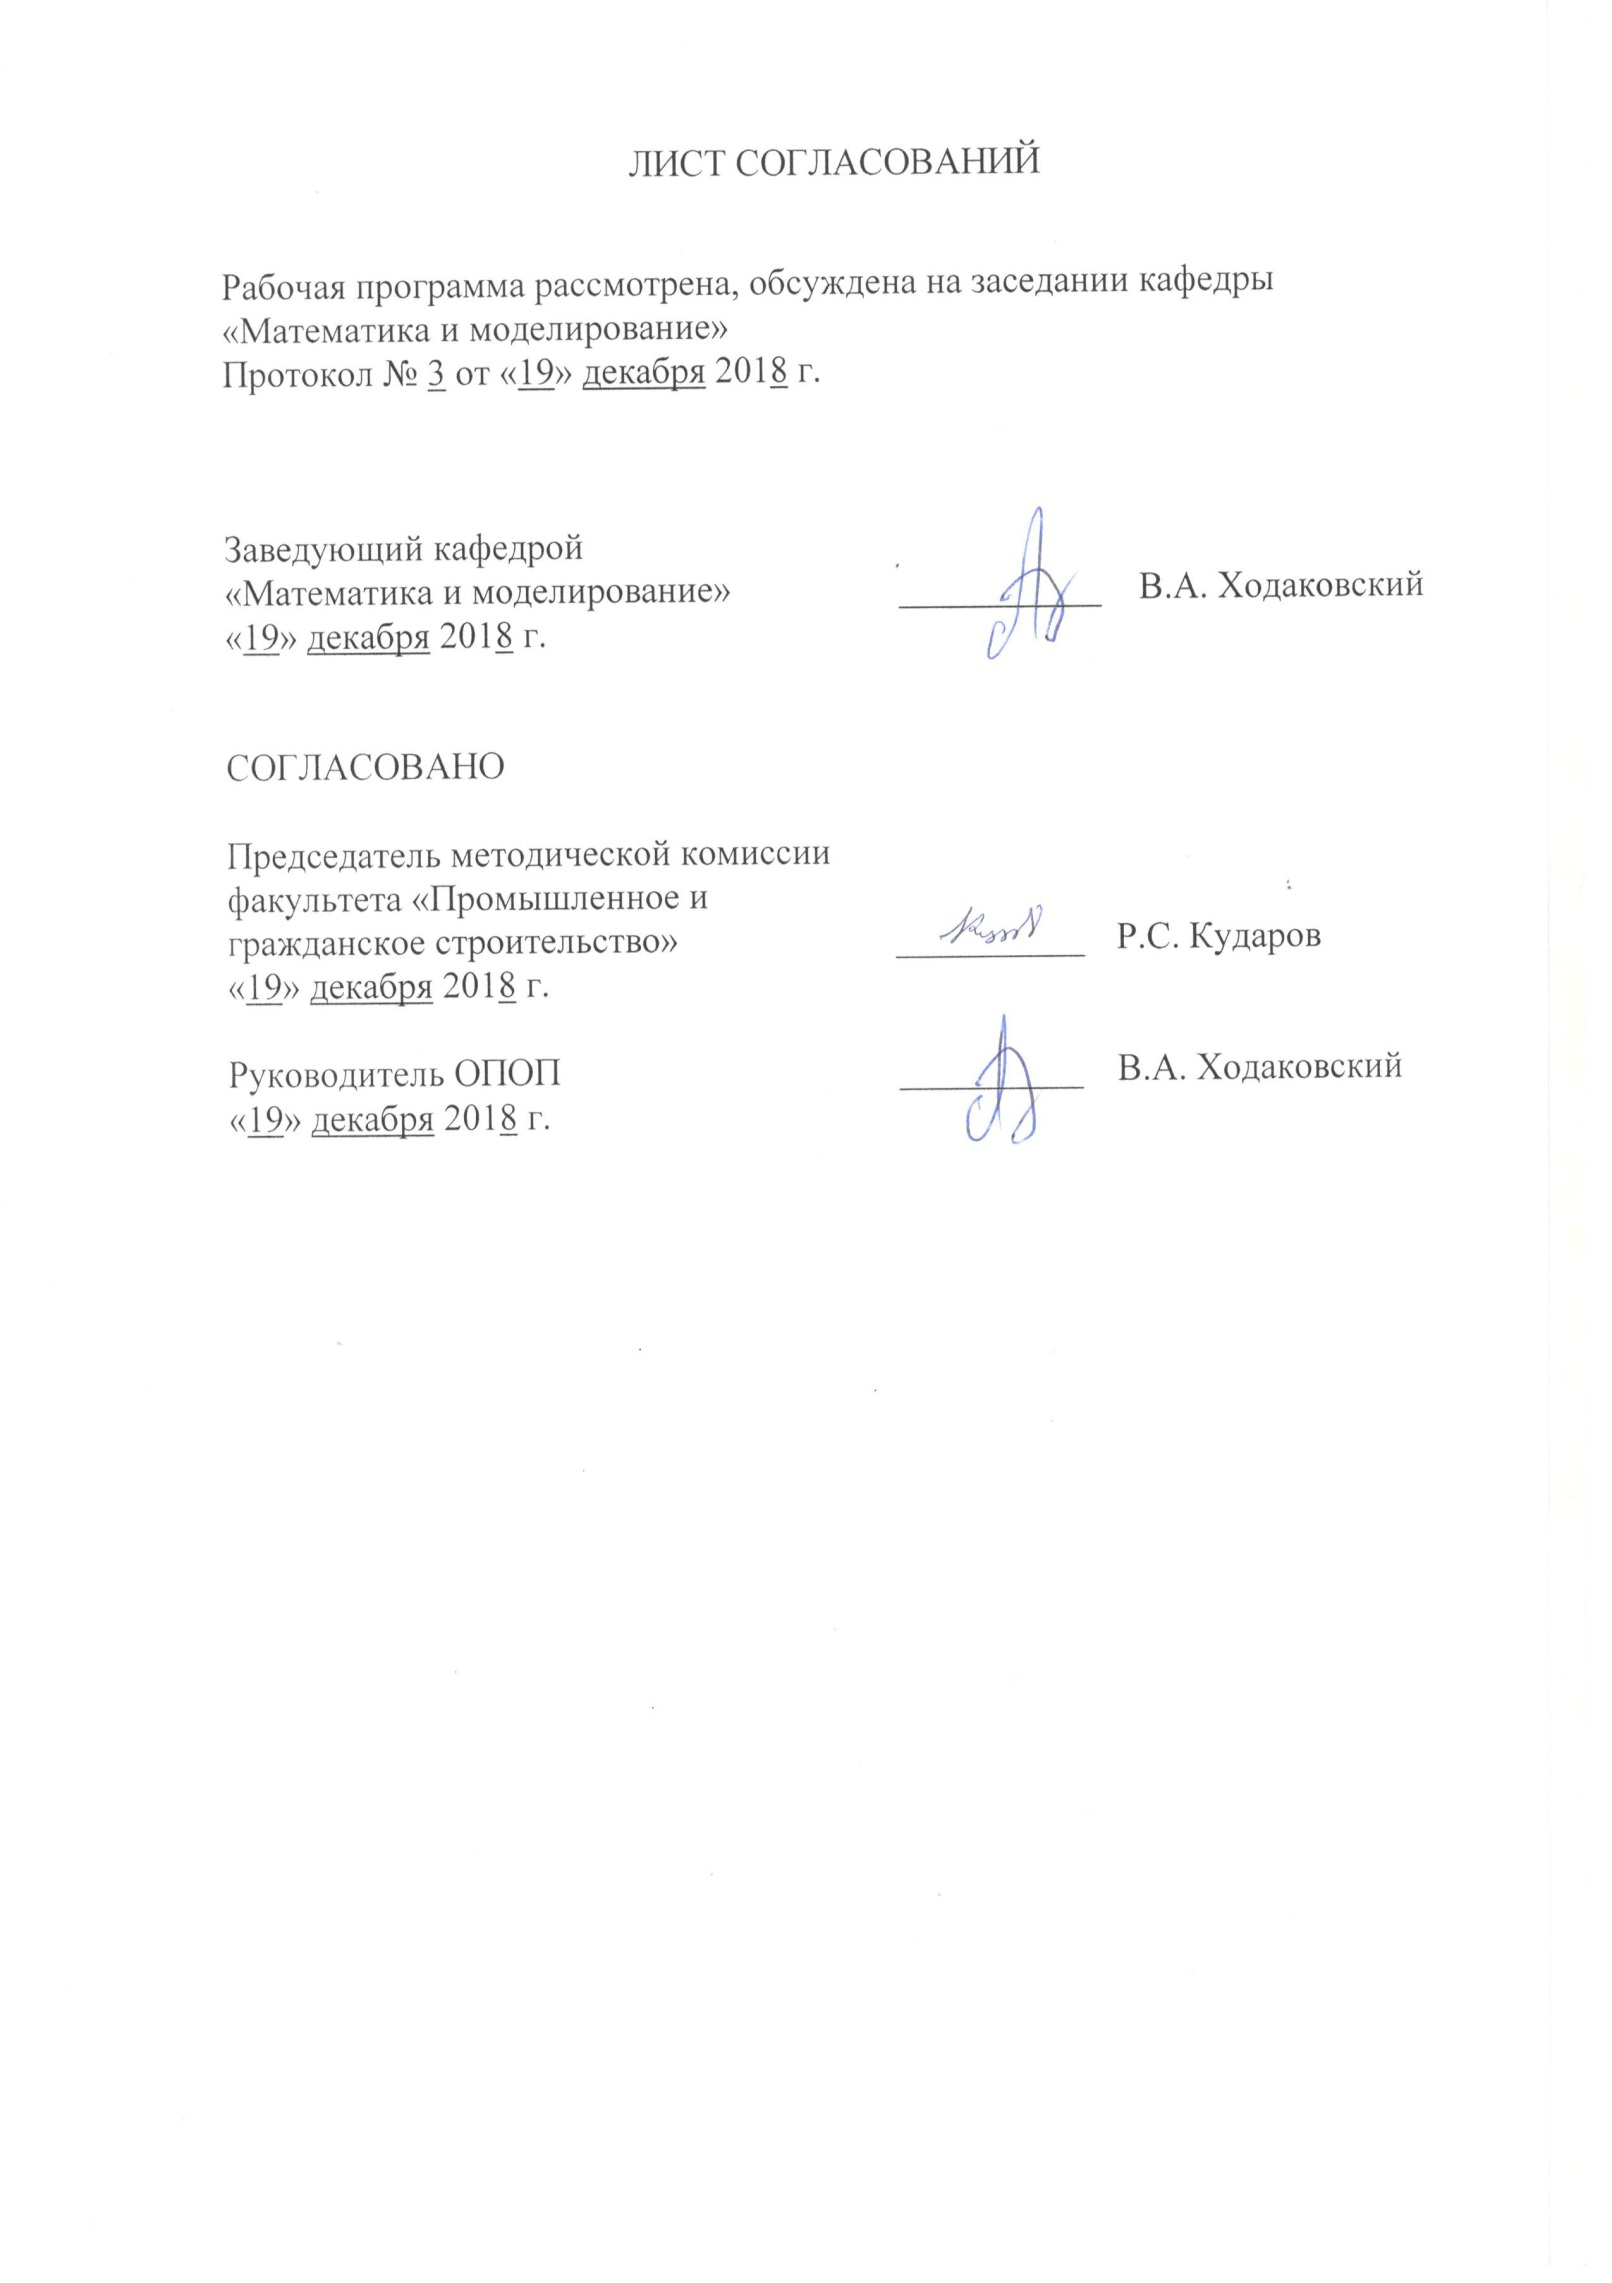 ЛИСТ СОГЛАСОВАНИЙ
Рабочая программа рассмотрена, обсуждена на заседании кафедры
«Математика и моделирование»
Протокол № 3 от «19» декабря 2018 г.
Заведующий кафедрой
«Математика и моделирование» В.А. Ходаковский
«19» декабря 2018 г.
СОГЛАСОВАНО
Председатель методической комиссии
факультета «Промышленное и
гражданское строительство» Р.С. Кударов
«19» декабря 2018 г.
Руководитель ОПОП В.А. Ходаковский
«19» декабря 2018 г.